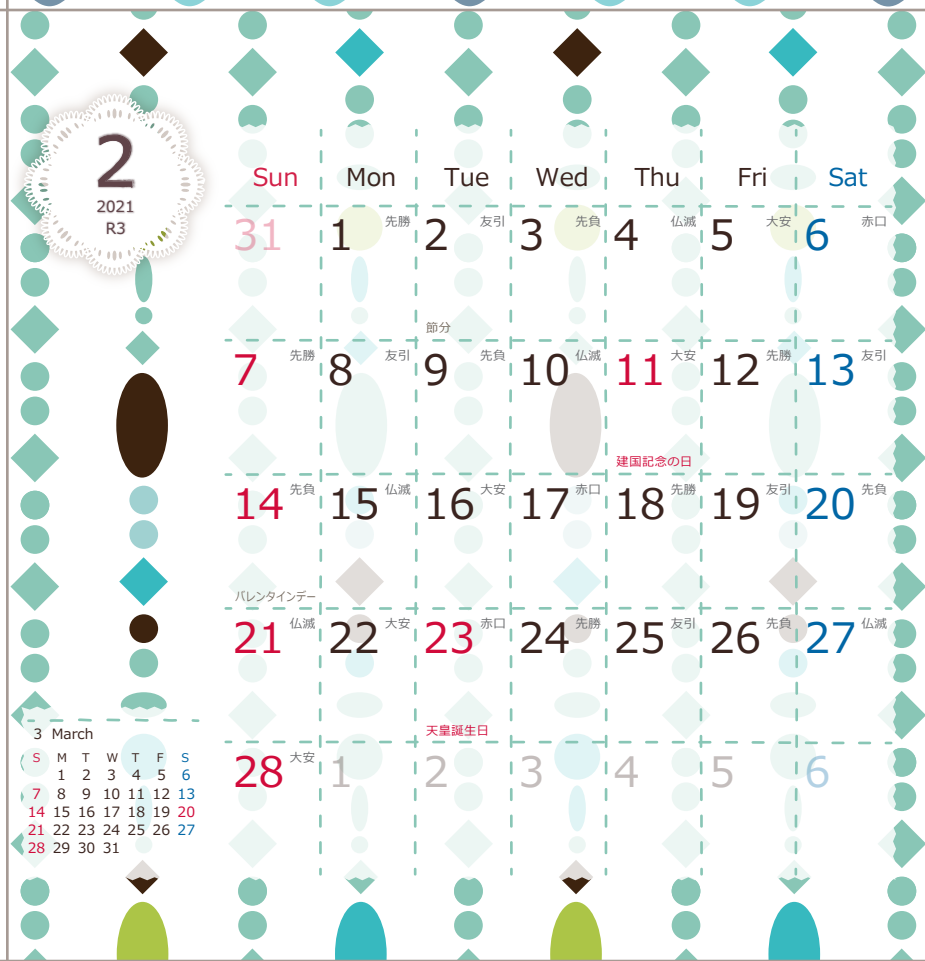 2
2021
R3
Sun Mon Tue Wed Thu Fri Sat
31 1 先勝 2 友引 3 先負 4 仏滅 5 大安 6 赤口
節分
7 先勝 8 友引 9 先負 10 仏滅 11 大安 12 先勝 13 友引
建国記念の日
14 先負 15 仏滅 16 大安 17 赤口 18 先勝 19 友引 20 先負
バレンタインデー
21 仏滅 22 大安 23 赤口 24 先勝 25 友引 26 先負 27 仏滅
天皇誕生日
28 大安 1 2 3 4 5 6
3 March
S M T W T F S
1 2 3 4 5 6
7 8 9 10 11 12 13
14 15 16 17 18 19 20
21 22 23 24 25 26 27
28 29 30 31